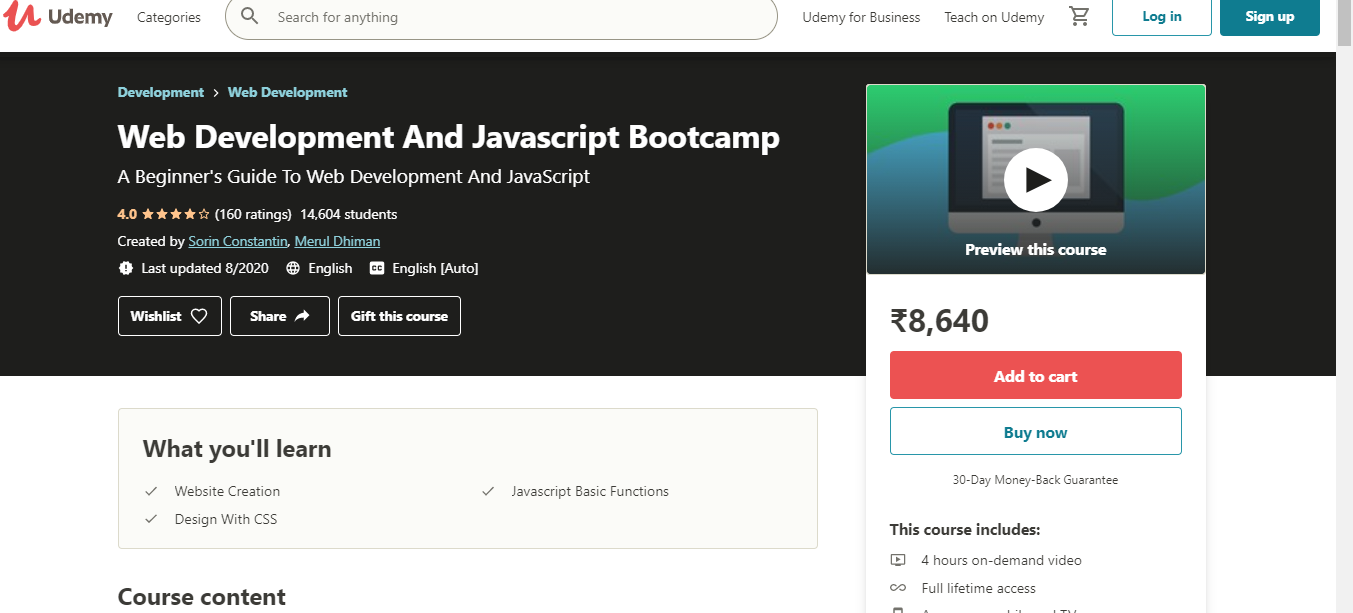 Udemy Categories Search for anything Udemy for Business Teach on Udemy Log in Sign up
Development > Web Development
Web Development And Javascript Bootcamp
A Beginner's Guide To Web Development And JavaScript
4.0 (160 ratings) 14,604 students
Created by Sorin Constantin, Merul Dhiman
Last updated 8/2020 English CC English [Auto]
Wishlist Share Gift this course
Preview this course
₹8,640
Add to cart
Buy now
30-Day Money-Back Guarantee
This course includes:
4 hours on-demand video
Full lifetime access
What you'll learn
Website Creation Javascript Basic Functions
Design With CSS
Course content